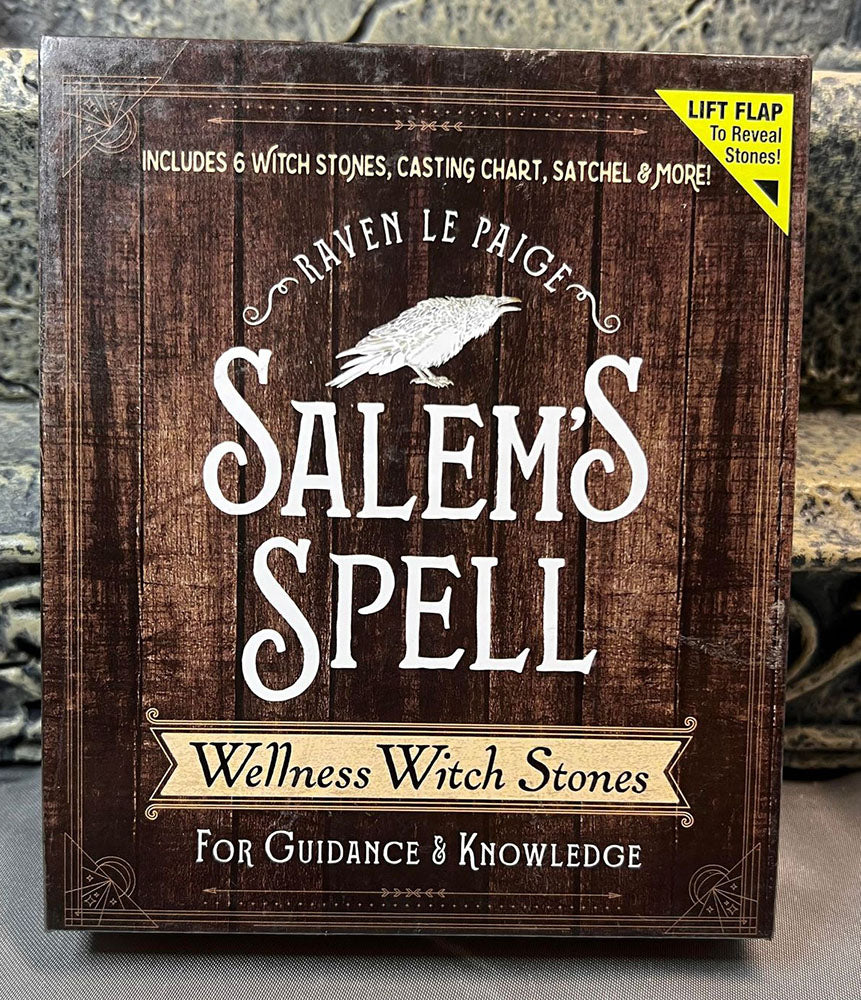 LIFT FLAP
To Reveal
Stones!
INCLUDES 6 WITCH STONES, CASTING CHART, SATCHEL & MORE!
RAVEN LE PAIGE
SALEM'S
SPELL
Wellness Witch Stones
FOR GUIDANCE & KNOWLEDGE